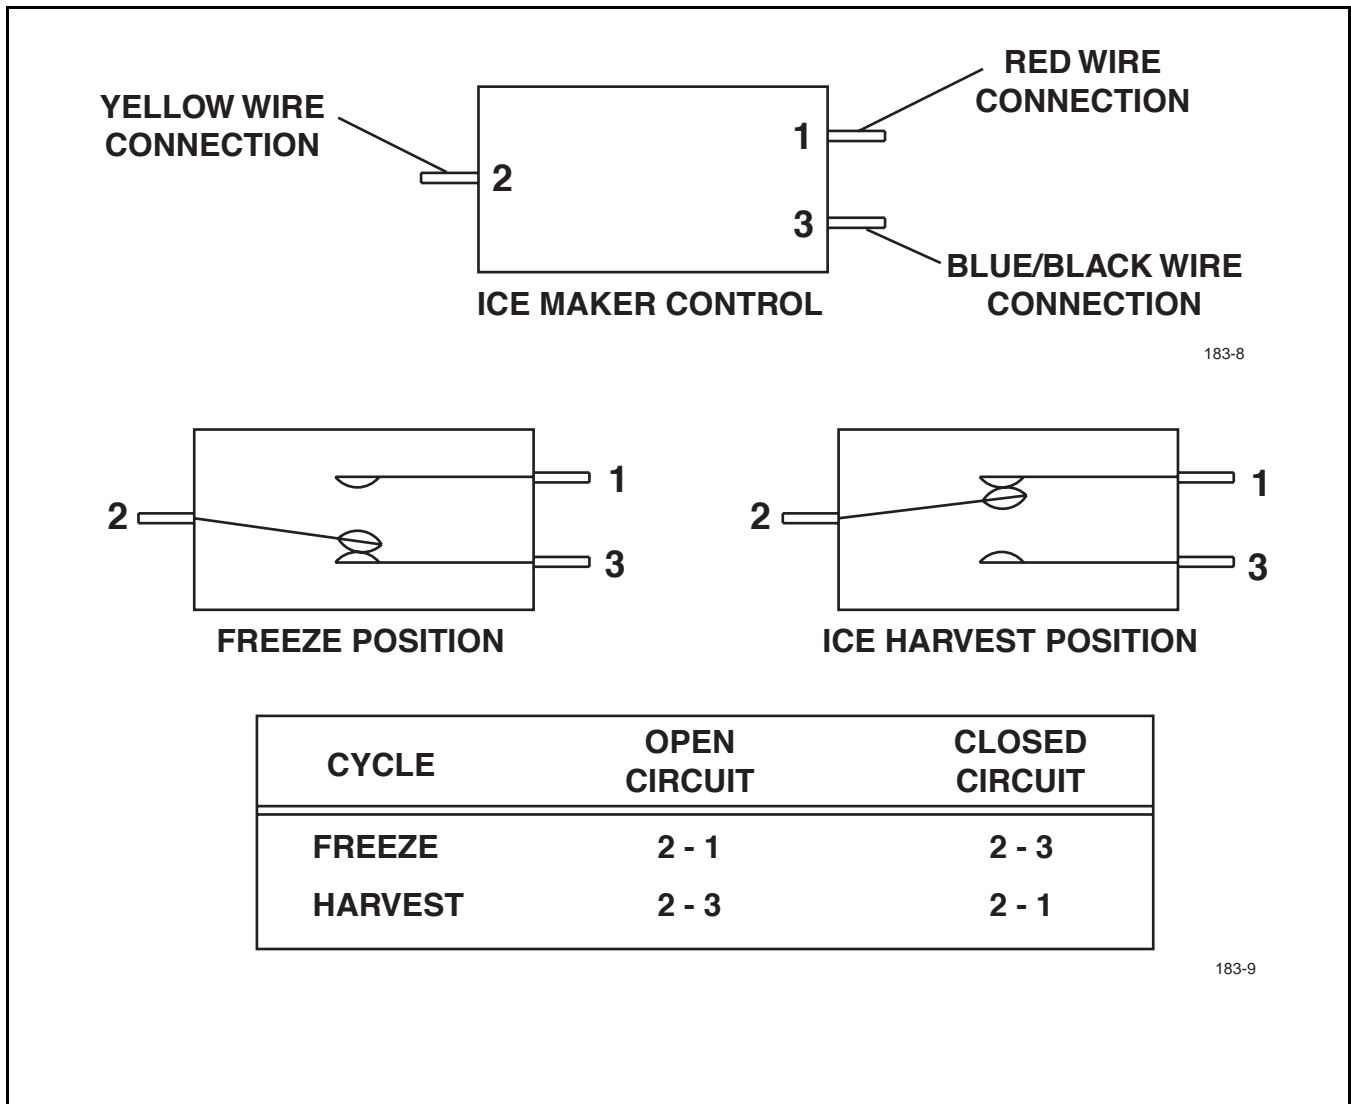 RED WIRE
CONNECTION
YELLOW WIRE
CONNECTION
1
2
3
BLUE/BLACK WIRE
CONNECTION
ICE MAKER CONTROL
183-8
2
1
3
FREEZE POSITION
2
1
3
ICE HARVEST POSITION
CYCLE
OPEN
CIRCUIT
CLOSED
CIRCUIT
FREEZE 2 - 1 2 - 3
HARVEST 2 - 3 2 - 1
183-9